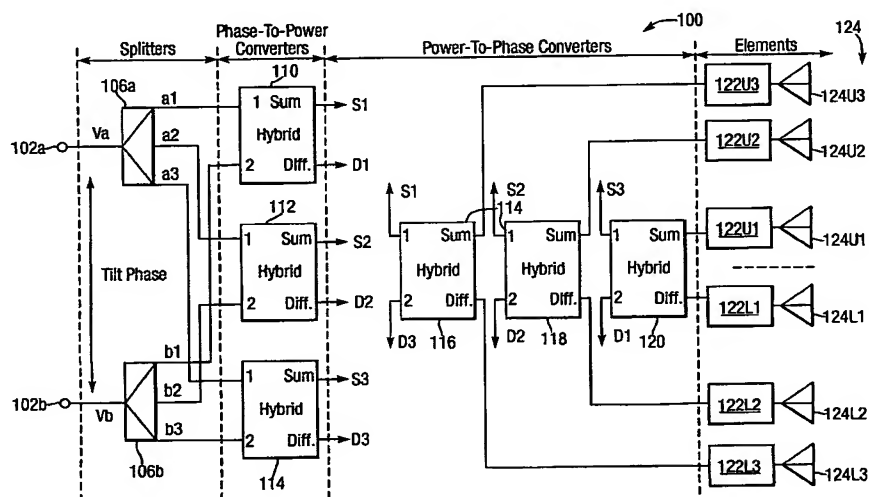 100
Splitters
Phase-To-Power
Converters
Power-To-Phase Converters
Elements
124
106a
a1
110
1 Sum
Hybrid
2 Diff.
S1
D1
102a
Va
a2
a3
112
1 Sum
Hybrid
2 Diff.
S2
D2
Tilt Phase
b1
b2
b3
102b
Vb
106b
1 Sum
Hybrid
2 Diff.
114
S3
D3
S1
1 Sum
Hybrid
2 Diff.
D3
116
S2
114
1 Sum
Hybrid
2 Diff.
D2
118
S3
1 Sum
Hybrid
2 Diff.
D1
120
122U3
124U3
122U2
124U2
122U1
124U1
122L1
124L1
122L2
124L2
122L3
124L3